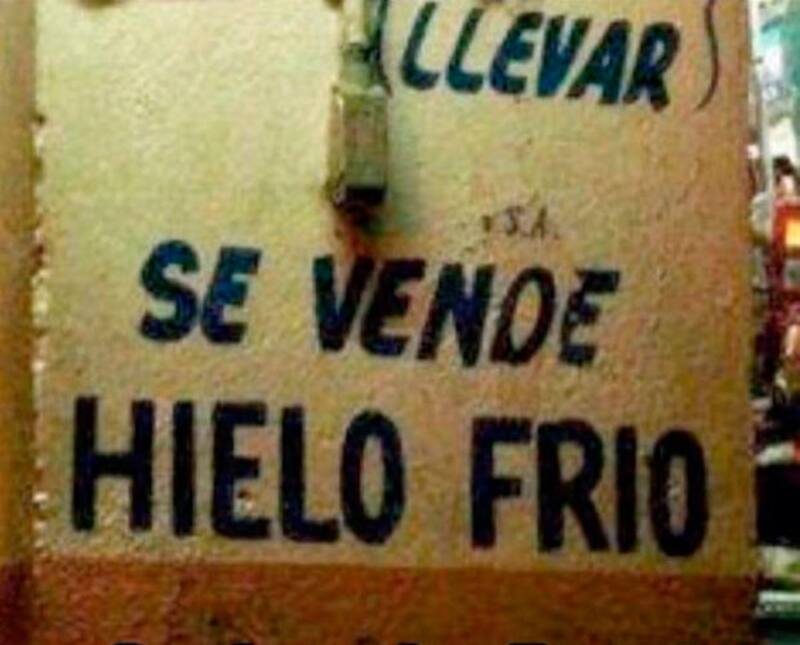 LLEVAR)
S.A.
SE VENDE
HIELO FRIO